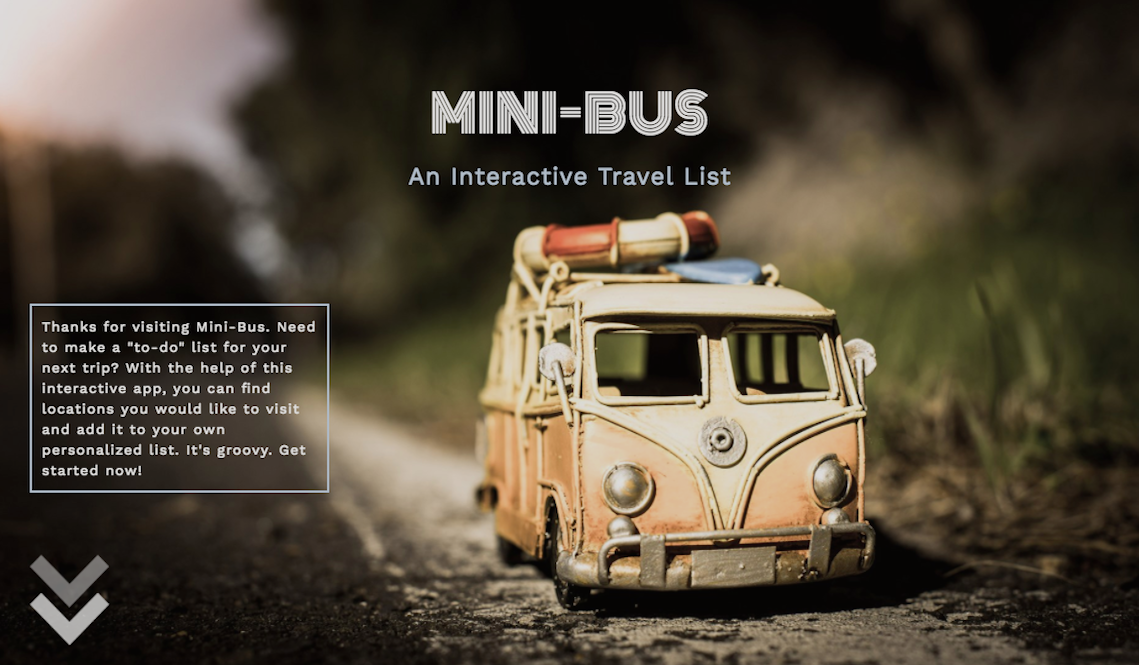 MINI-BUS
An Interactive Travel List
Thanks for visiting Mini-Bus. Need
to make a "to-do" list for your
next trip? With the help of this
interactive app, you can find
locations you would like to visit
and add it to your own
personalized list. It's groovy. Get
started now!